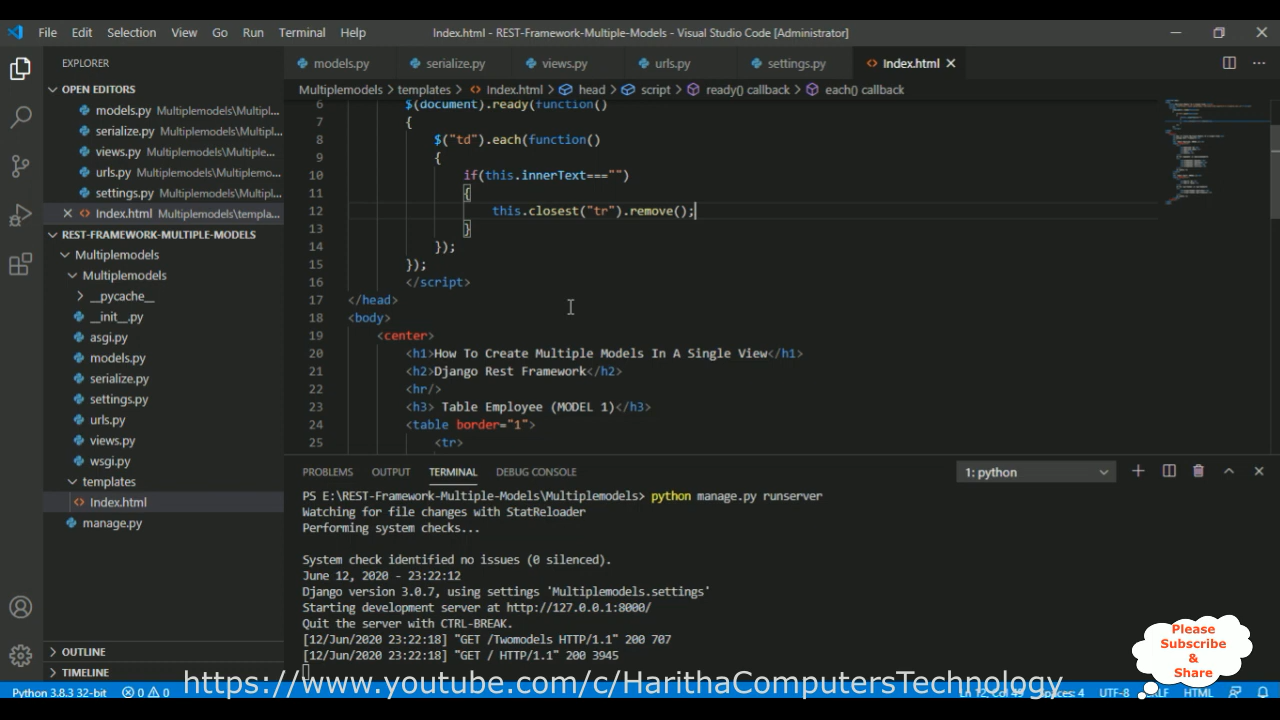 File Edit Selection View Go Run Terminal Help
Index.html - REST-Framework-Multiple-Models - Visual Studio Code [Administrator]
EXPLORER
OPEN EDITORS
models.py Multiplemodels\Multipl...
serialize.py Multiplemodels\Multipl...
views.py Multiplemodels\Multiple...
urls.py Multiplemodels\Multiplemo...
settings.py Multiplemodels\Multipl...
Index.html Multiplemodels\templa...
REST-FRAMEWORK-MULTIPLE-MODELS
Multiplemodels
Multiplemodels
__pycache__
__init__.py
asgi.py
models.py
serialize.py
settings.py
urls.py
views.py
wsgi.py
templates
Index.html
manage.py
OUTLINE
TIMELINE
models.py serialize.py views.py urls.py settings.py Index.html
Multiplemodels > templates > Index.html > head > script > ready() callback > each() callback
6 $(document).ready(function()
7 {
8 $("td").each(function()
9 {
10 if(this.innerText==="")
11 {
12 this.closest("tr").remove();
13 }
14 });
15 });
16 </script>
17 </head>
18 <body>
19 <center>
20 <h1>How To Create Multiple Models In A Single View</h1>
21 <h2>Django Rest Framework</h2>
22 <hr/>
23 <h3> Table Employee (MODEL 1)</h3>
24 <table border="1">
25 <tr>
PROBLEMS OUTPUT TERMINAL DEBUG CONSOLE 1: python
PS E:\REST-Framework-Multiple-Models\Multiplemodels> python manage.py runserver
Watching for file changes with StatReloader
Performing system checks...
System check identified no issues (0 silenced).
June 12, 2020 - 23:22:12
Django version 3.0.7, using settings 'Multiplemodels.settings'
Starting development server at http://127.0.0.1:8000/
Quit the server with CTRL-BREAK.
[12/Jun/2020 23:22:18] "GET /Twomodels HTTP/1.1" 200 707
[12/Jun/2020 23:22:18] "GET / HTTP/1.1" 200 3945
Please
Subscribe
&
Share
https://www.youtube.com/c/HarithaComputersTechnology
Python 3.8.3 32-bit 0 0 Ln 12, Col 49 Spaces: 4 UTF-8 CRLF HTML